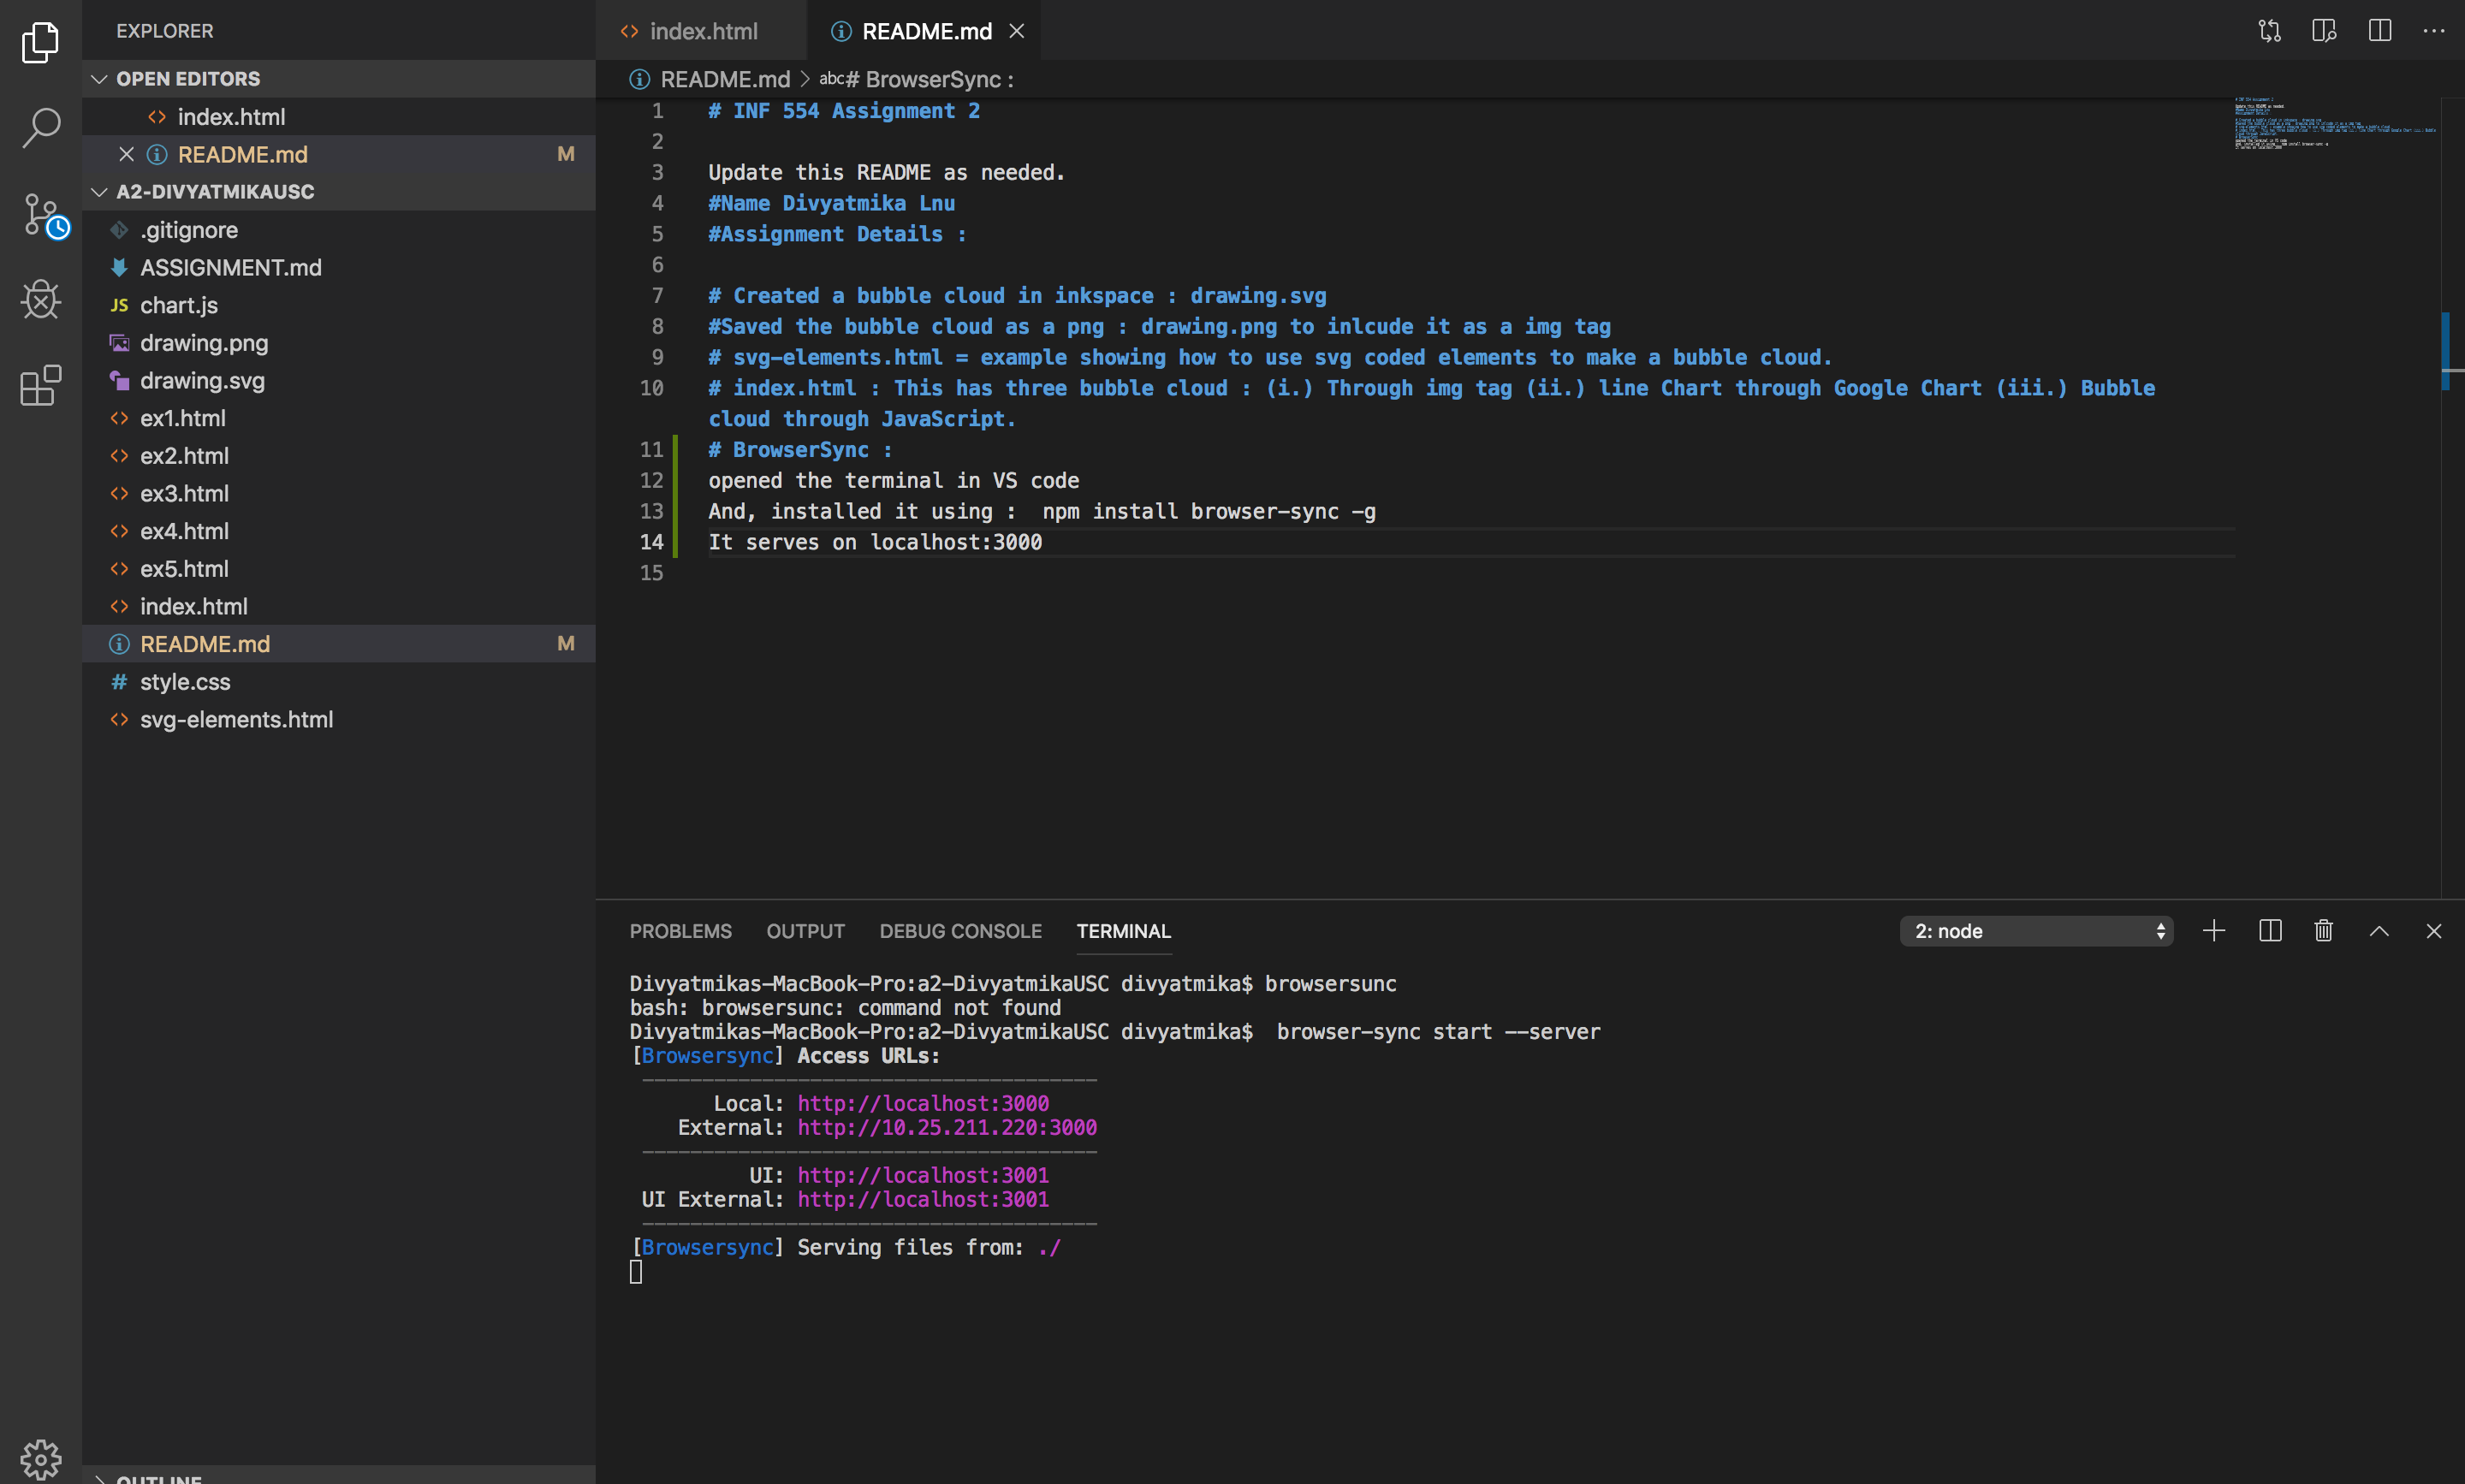 EXPLORER
OPEN EDITORS
index.html
README.md M
A2-DIVYATMIKAUSC
.gitignore
ASSIGNMENT.md
JS chart.js
drawing.png
drawing.svg
ex1.html
ex2.html
ex3.html
ex4.html
ex5.html
index.html
README.md M
# style.css
svg-elements.html
OUTLINE
index.html README.md
README.md > abc# BrowserSync :
1 # INF 554 Assignment 2
2
3 Update this README as needed.
4 #Name Divyatmika Lnu
5 #Assignment Details :
6
7 # Created a bubble cloud in inkspace : drawing.svg
8 #Saved the bubble cloud as a png : drawing.png to inlcude it as a img tag
9 # svg-elements.html = example showing how to use svg coded elements to make a bubble cloud.
10 # index.html : This has three bubble cloud : (i.) Through img tag (ii.) line Chart through Google Chart (iii.) Bubble
cloud through JavaScript.
11 # BrowserSync :
12 opened the terminal in VS code
13 And, installed it using :  npm install browser-sync -g
14 It serves on localhost:3000
15
PROBLEMS OUTPUT DEBUG CONSOLE TERMINAL 2: node
Divyatmikas-MacBook-Pro:a2-DivyatmikaUSC divyatmika$ browsersunc
bash: browsersunc: command not found
Divyatmikas-MacBook-Pro:a2-DivyatmikaUSC divyatmika$  browser-sync start --server
[Browsersync] Access URLs:
--------------------------------------
Local: http://localhost:3000
External: http://10.25.211.220:3000
--------------------------------------
UI: http://localhost:3001
UI External: http://localhost:3001
--------------------------------------
[Browsersync] Serving files from: ./